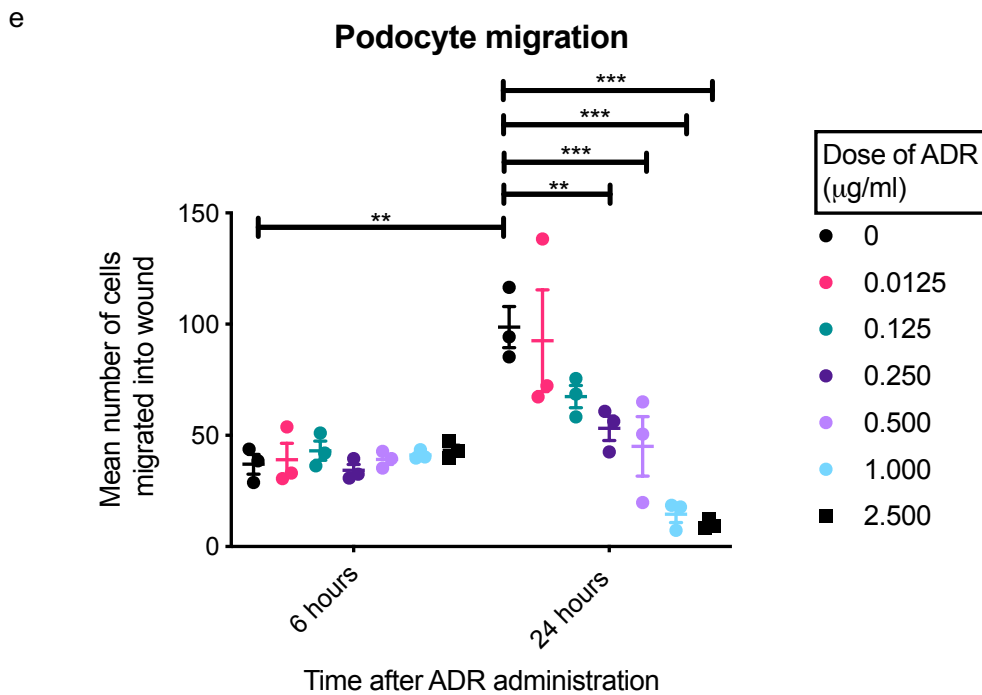 e
Podocyte migration
***
***
***
**
**
Mean number of cells
migrated into wound
150
100
50
0
6 hours
24 hours
Time after ADR administration
Dose of ADR
(μg/ml)
0
0.0125
0.125
0.250
0.500
1.000
2.500